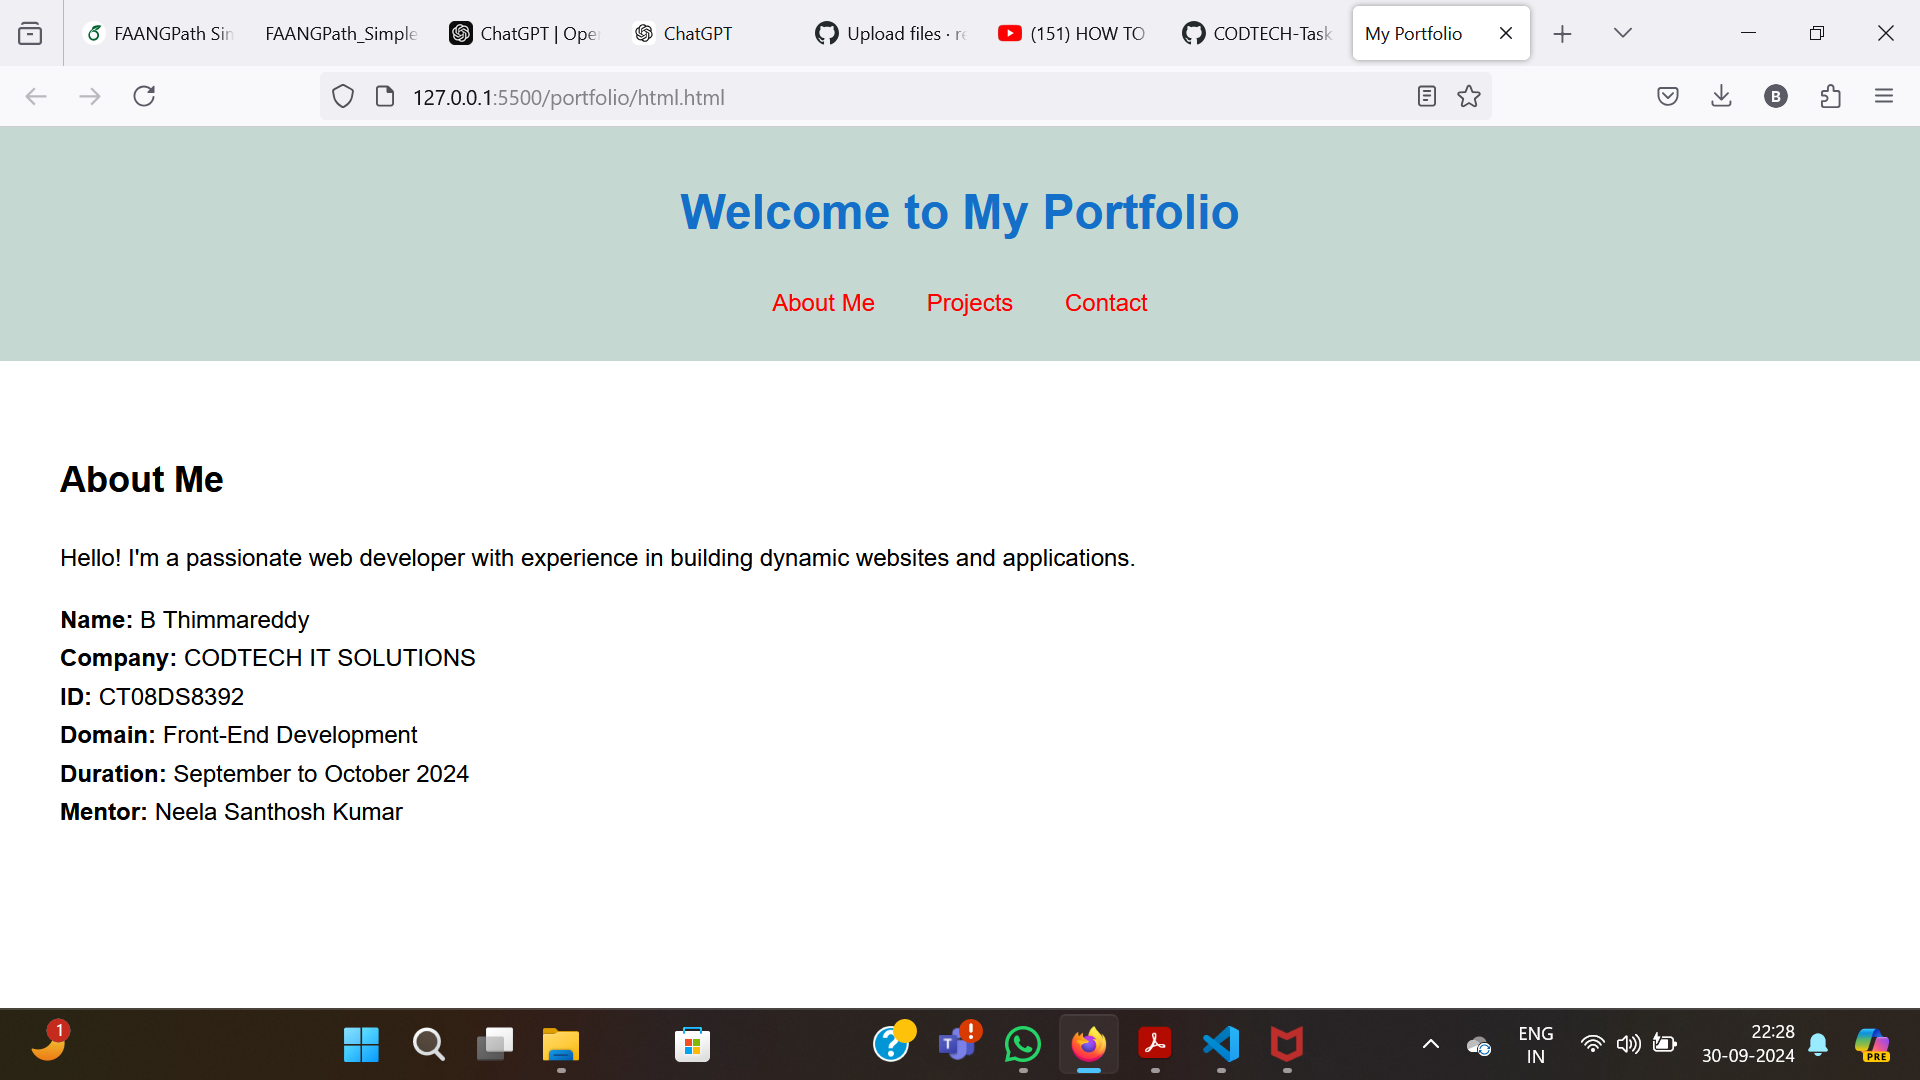 FAANGPath Sin
FAANGPath_Simple
ChatGPT | Ope
ChatGPT
Upload files · re
(151) HOW TO
CODTECH-Task
My Portfolio
127.0.0.1:5500/portfolio/html.html
B
Welcome to My Portfolio
About Me Projects Contact
About Me
Hello! I'm a passionate web developer with experience in building dynamic websites and applications.
Name: B Thimmareddy
Company: CODTECH IT SOLUTIONS
ID: CT08DS8392
Domain: Front-End Development
Duration: September to October 2024
Mentor: Neela Santhosh Kumar
1
ENG
IN
22:28
30-09-2024
PRE